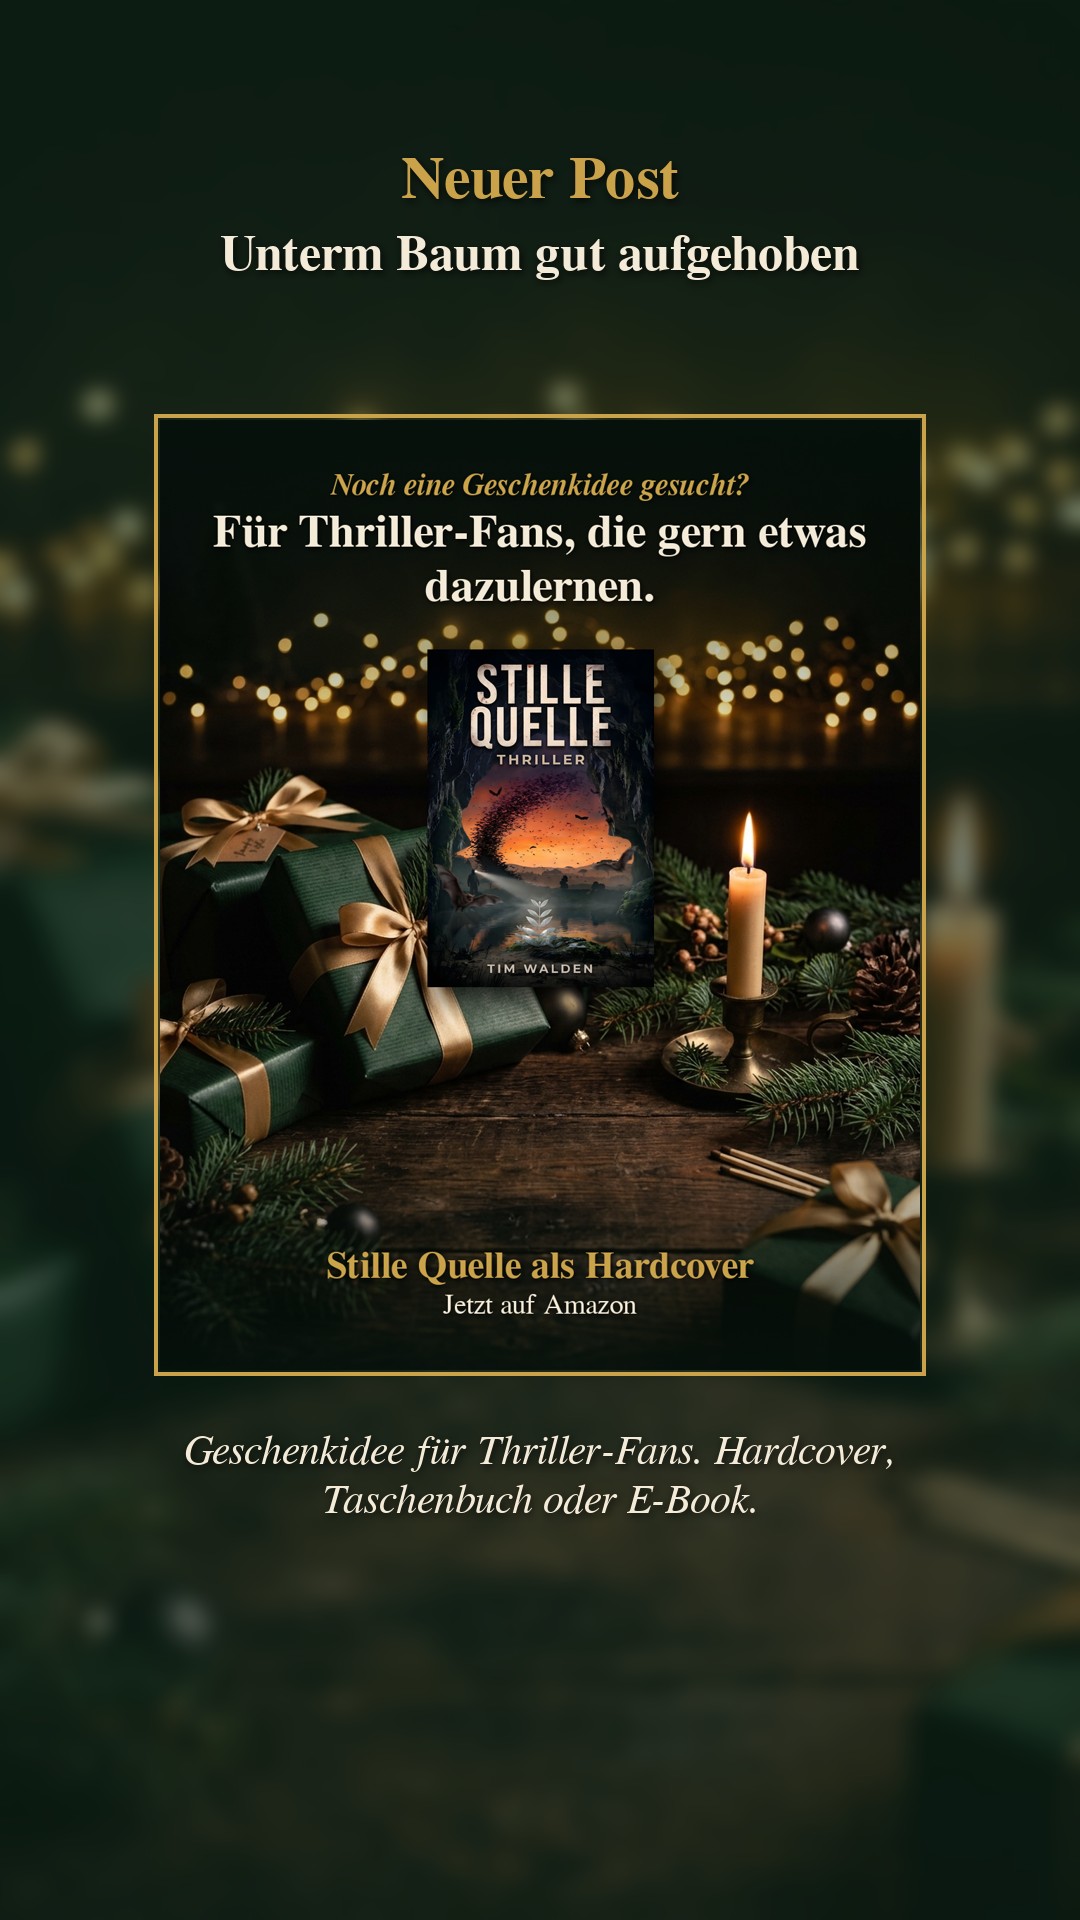 Neuer Post
Unterm Baum gut aufgehoben
Noch eine Geschenkidee gesucht?
Für Thriller-Fans, die gern etwas
dazulernen.
STILLE
QUELLE
THRILLER
TIM WALDEN
Stille Quelle als Hardcover
Jetzt auf Amazon
Geschenkidee für Thriller-Fans. Hardcover,
Taschenbuch oder E-Book.